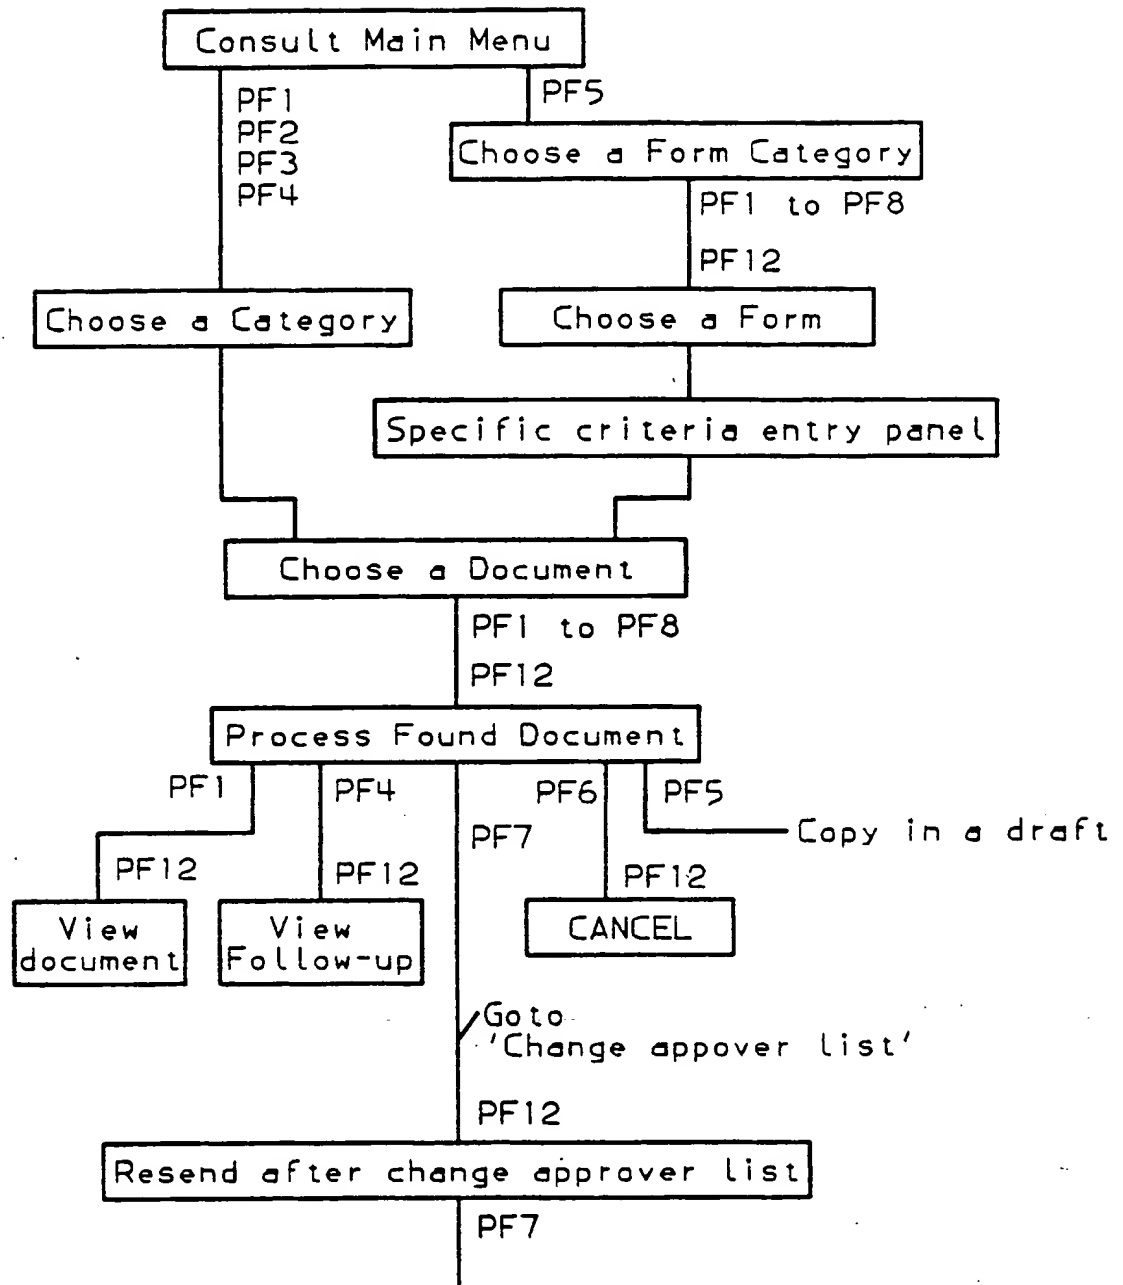 Consult Main Menu
PF1
PF2
PF3
PF4
PF5
Choose a Form Category
PF1 to PF8
PF12
Choose a Category
Choose a Form
Specific criteria entry panel
Choose a Document
PF1 to PF8
PF12
Process Found Document
PF1
PF4
PF7
PF6
PF5
Copy in a draft
PF12
PF12
PF12
View
document
View
Follow-up
CANCEL
Goto
'Change appover list'
PF12
Resend after change approver list
PF7